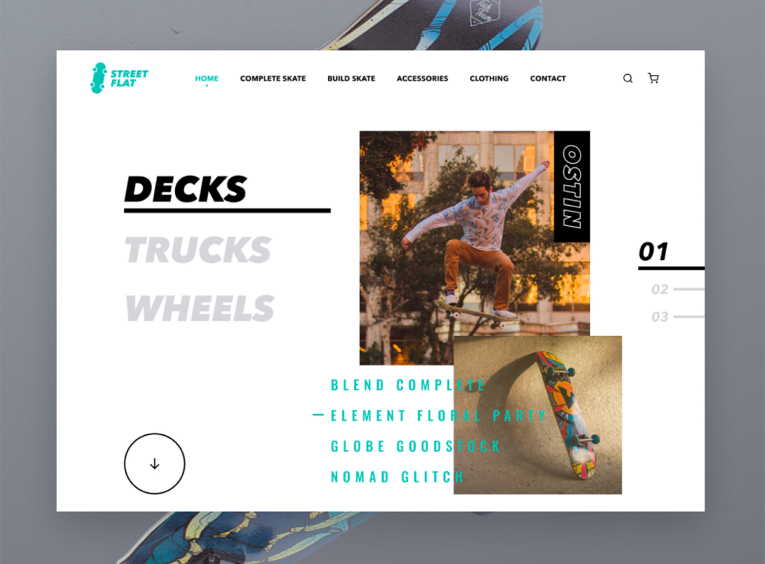 STREET
FLAT
HOME
COMPLETE SKATE
BUILD SKATE
ACCESSORIES
CLOTHING
CONTACT
DECKS
TRUCKS
WHEELS
OSTIN
01
02
03
BLEND COMPLETE
ELEMENT FLORAL PARTY
GLOBE GOODSTOCK
NOMAD GLITCH